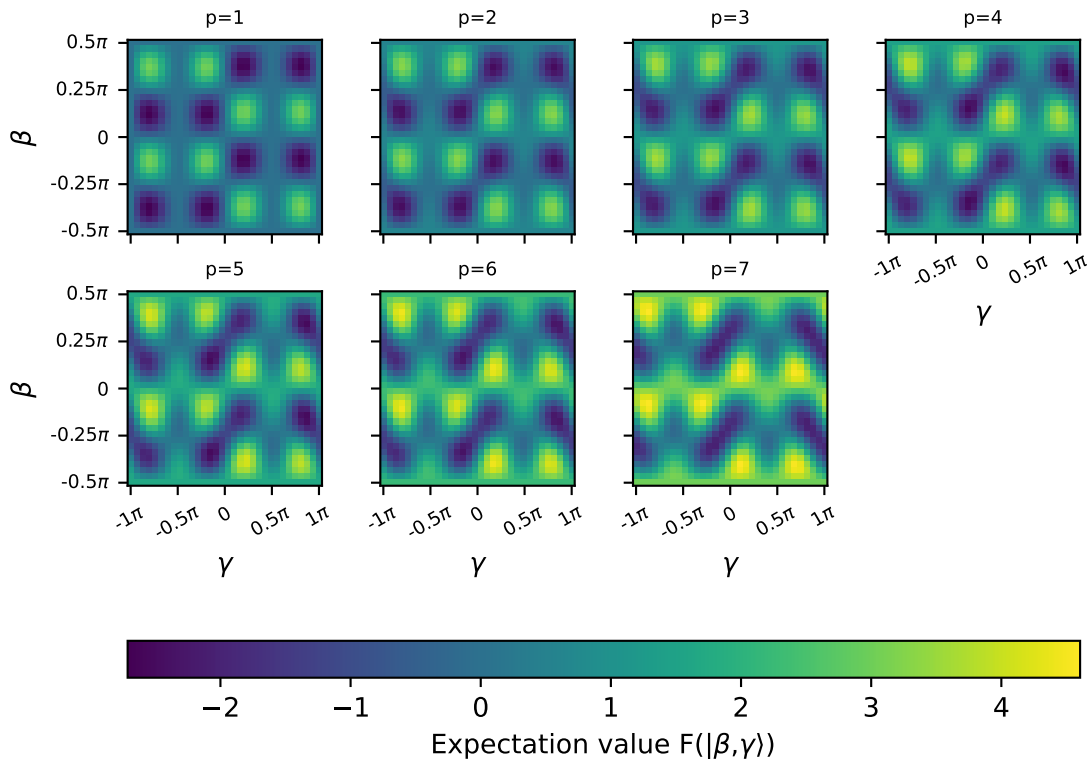 p=1
p=2
p=3
p=4
0.5π
0.25π
0
-0.25π
-0.5π
β
-1π
-0.5π
0
0.5π
1π
γ
p=5
p=6
p=7
0.5π
0.25π
0
-0.25π
-0.5π
β
-1π
-0.5π
0
0.5π
1π
-1π
-0.5π
0
0.5π
1π
-1π
-0.5π
0
0.5π
1π
γ
γ
γ
−2
−1
0
1
2
3
4
Expectation value F(|β,γ⟩)